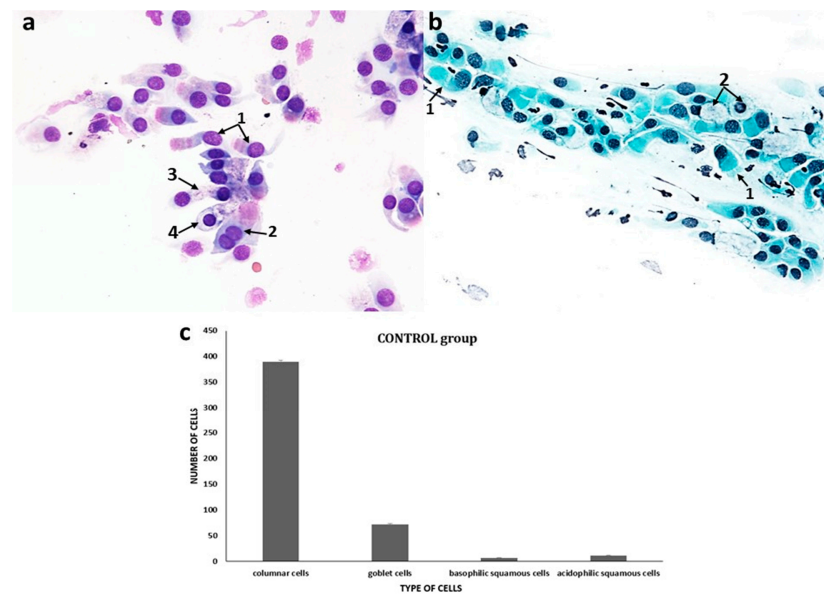 a
1
3
4
2
b
1
2
1
c
CONTROL group
NUMBER OF CELLS
450
400
350
300
250
200
150
100
50
0
columnar cells
goblet cells
basophilic squamous cells
acidophilic squamous cells
TYPE OF CELLS